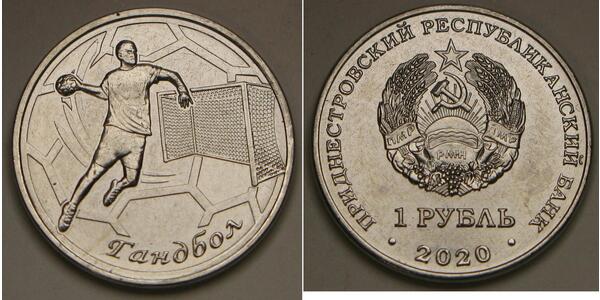 Гандбол
ПРИДНЕСТРОВСКИЙ РЕСПУБЛИКАНСКИЙ БАНК
1 РУБЛЬ
• 2020 •